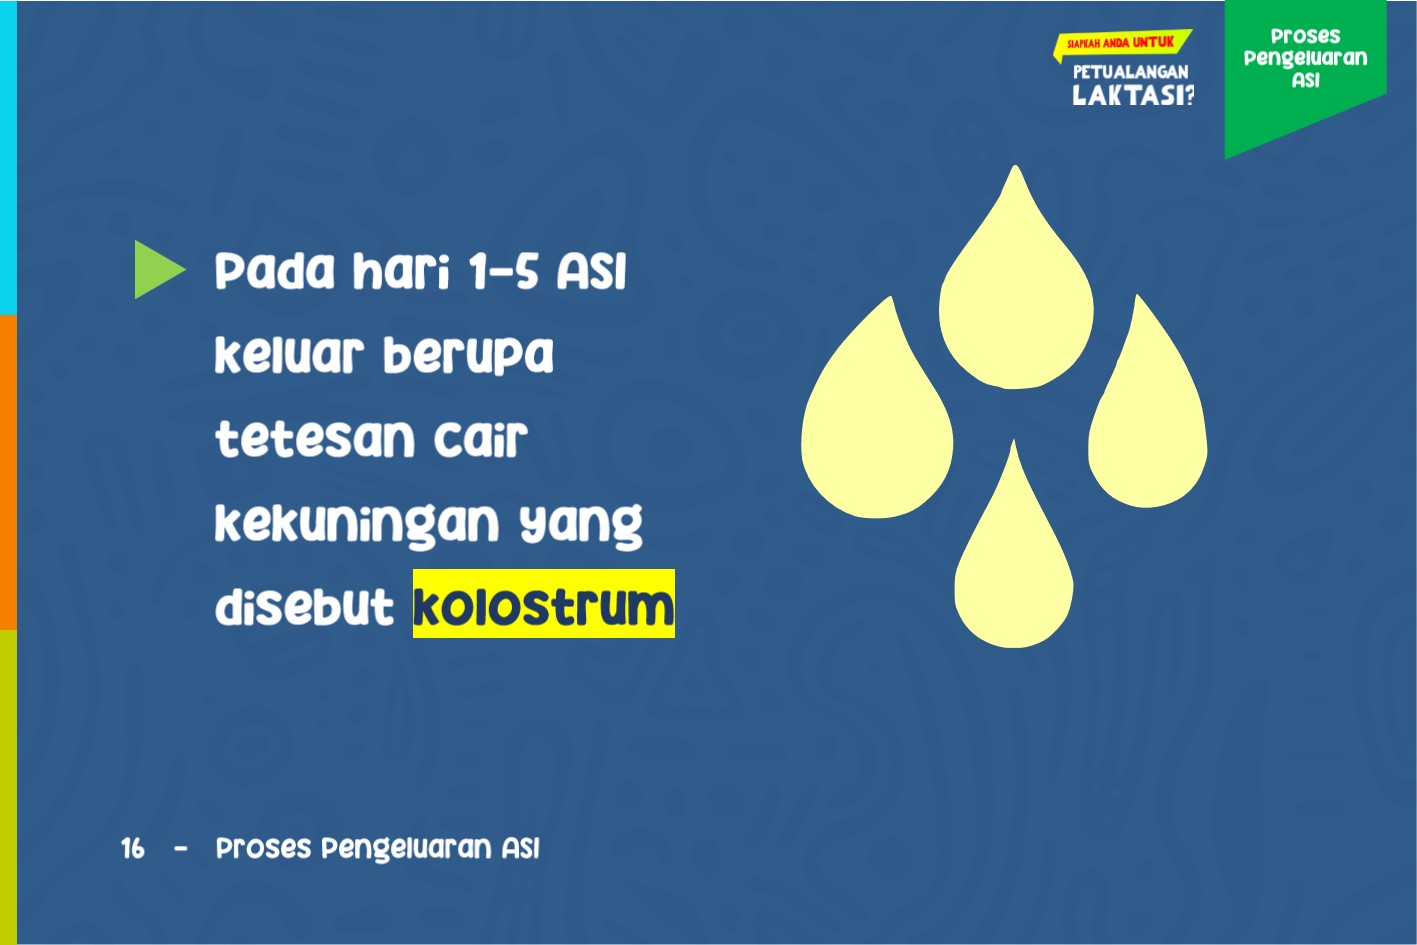 SIAPKAH ANDA UNTUK
PETUALANGAN
LAKTASI?
Proses
Pengeluaran
ASI
Pada hari 1-5 ASI
keluar berupa
tetesan cair
kekuningan yang
disebut kolostrum
16 - Proses Pengeluaran ASI